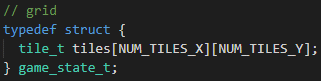 // grid
typedef struct {
  tile_t tiles[NUM_TILES_X][NUM_TILES_Y];
} game_state_t;